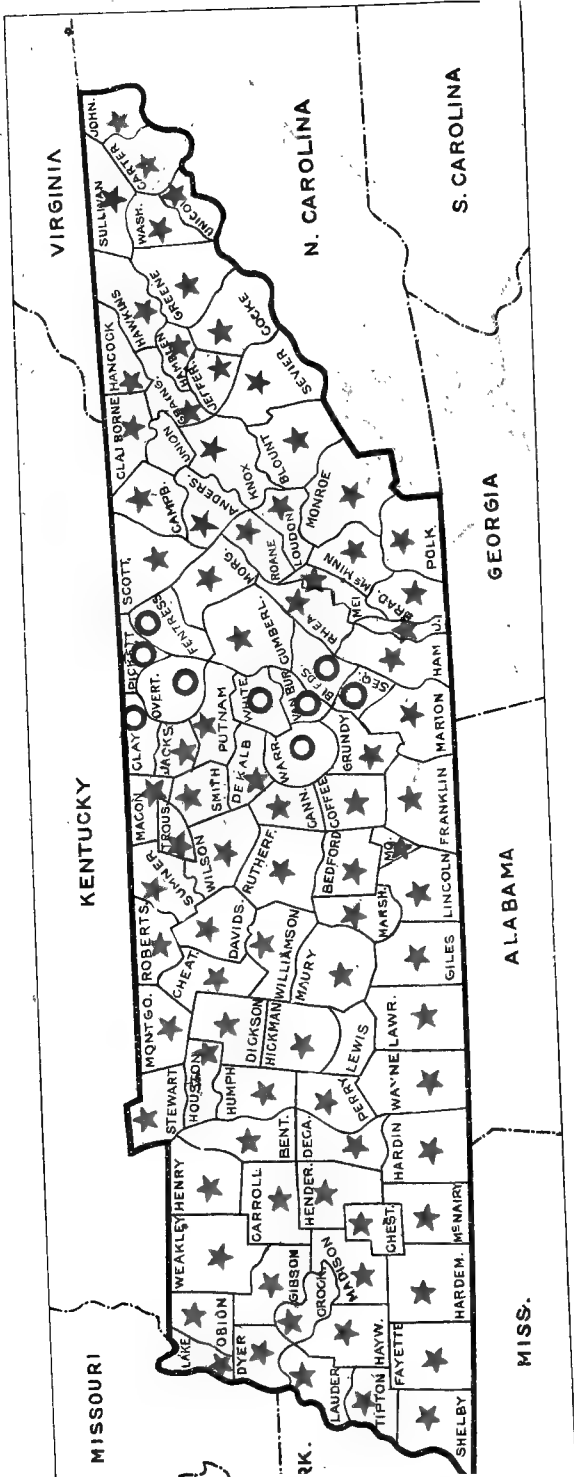 VIRGINIA
N. CAROLINA
S. CAROLINA
KENTUCKY
GEORGIA
ALABAMA
MISS.
MISSOURI
RK.
JOHN.
CARTER
SULLIVAN
WASH.
UNICOI
GREENE
HAWKINS
HANCOCK
HAMBLEN
COCKE
JEFFER.
GRAING.
SEVIER
CLAIBORNE
UNION
KNOX
BLOUNT
CAMPB.
ANDERS.
LOUDON
MONROE
SCOTT.
MORG.
ROANE
McMINN
POLK
FENTRESS
PICKETT
CUMBERL.
RHEA
MEI
BRAD.
J.
HAM
OVERT.
PUTNAM
WHITE
VAN BUR
BLEDS.
SEQ.
MARION
CLAY
JACKS.
DEKALB
WARR.
GRUNDY
MACON
SMITH
TROUS.
CANN.
COFFEE
FRANKLIN
SUMNER
WILSON
RUTHERF.
BEDFORD
MO.
LINCOLN
ROBERTS.
DAVIDS.
WILLIAMSON
MARSH.
GILES
CHEAT.
MAURY
MONTGO.
DICKSON
HICKMAN
LEWIS
LAWR.
STEWART
HOUSTON
HUMPH
PERRY
WAYNE
BENT.
DECA.
HARDIN
HENRY
CARROLL
HENDER.
CHEST.
McNAIRY
WEAKLEY
GIBSON
MADISON
HARDEM.
OBION
CROCK.
LAKE
DYER
HAYW.
FAYETTE
LAUDER
TIPTON
SHELBY